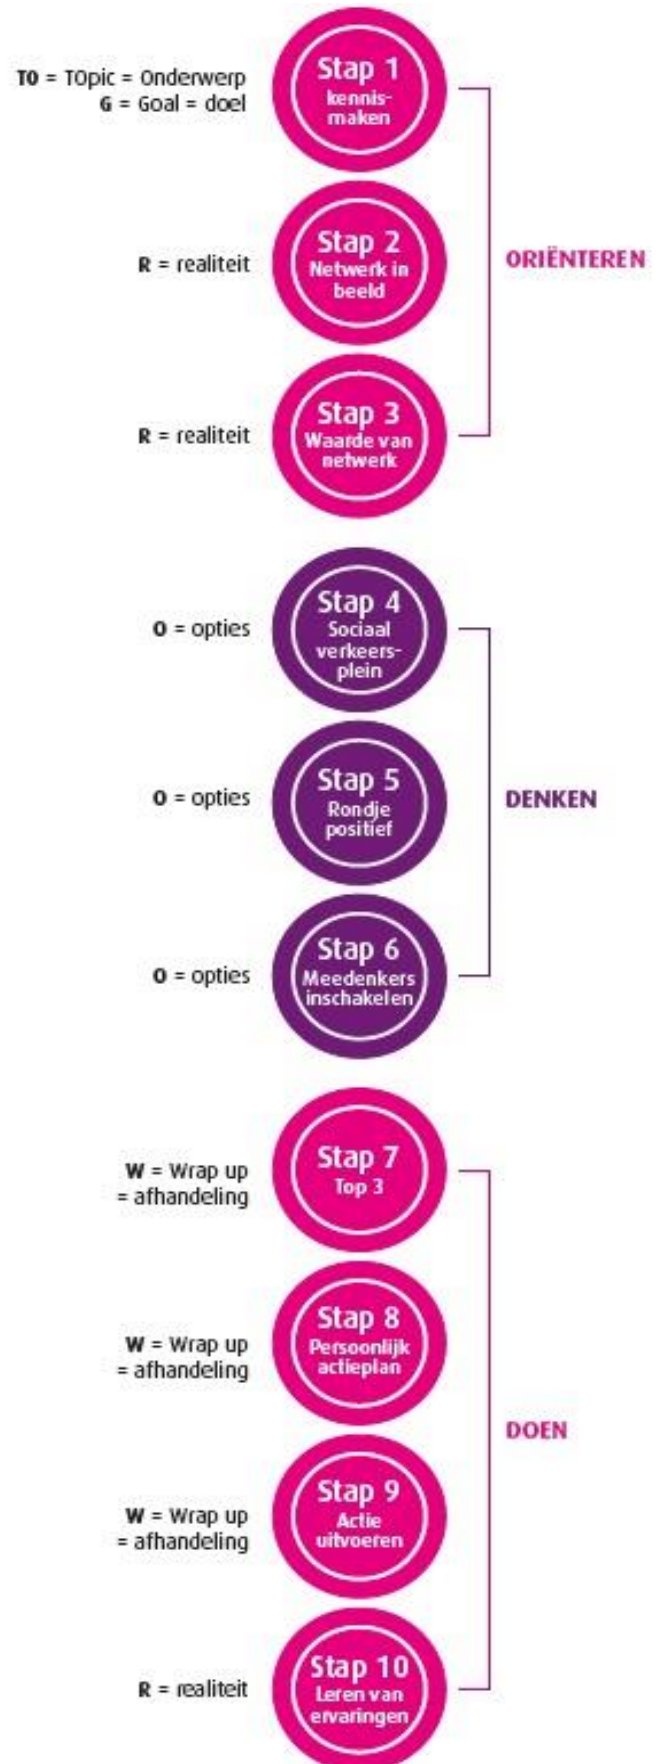 TO = TOpic = Onderwerp
G = Goal = doel
Stap 1
kennis-
maken
R = realiteit
Stap 2
Netwerk in
beeld
ORIËNTEREN
R = realiteit
Stap 3
Waarde van
netwerk
O = opties
Stap 4
Sociaal
verkeers-
plein
O = opties
Stap 5
Rondje
positief
DENKEN
O = opties
Stap 6
Meedenkers
inschakelen
W = Wrap up
= afhandeling
Stap 7
Top 3
W = Wrap up
= afhandeling
Stap 8
Persoonlijk
actieplan
DOEN
W = Wrap up
= afhandeling
Stap 9
Actie
uitvoeren
R = realiteit
Stap 10
Leren van
ervaringen